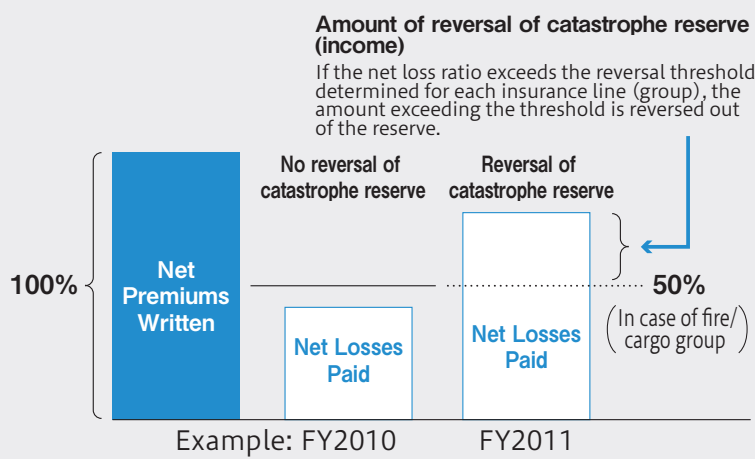 Amount of reversal of catastrophe reserve
(income)
If the net loss ratio exceeds the reversal threshold
determined for each insurance line (group), the
amount exceeding the threshold is reversed out
of the reserve.
No reversal of
catastrophe reserve
Reversal of
catastrophe reserve
100%
Net
Premiums
Written
Net Losses
Paid
Net Losses
Paid
50%
(In case of fire/
cargo group)
Example: FY2010
FY2011